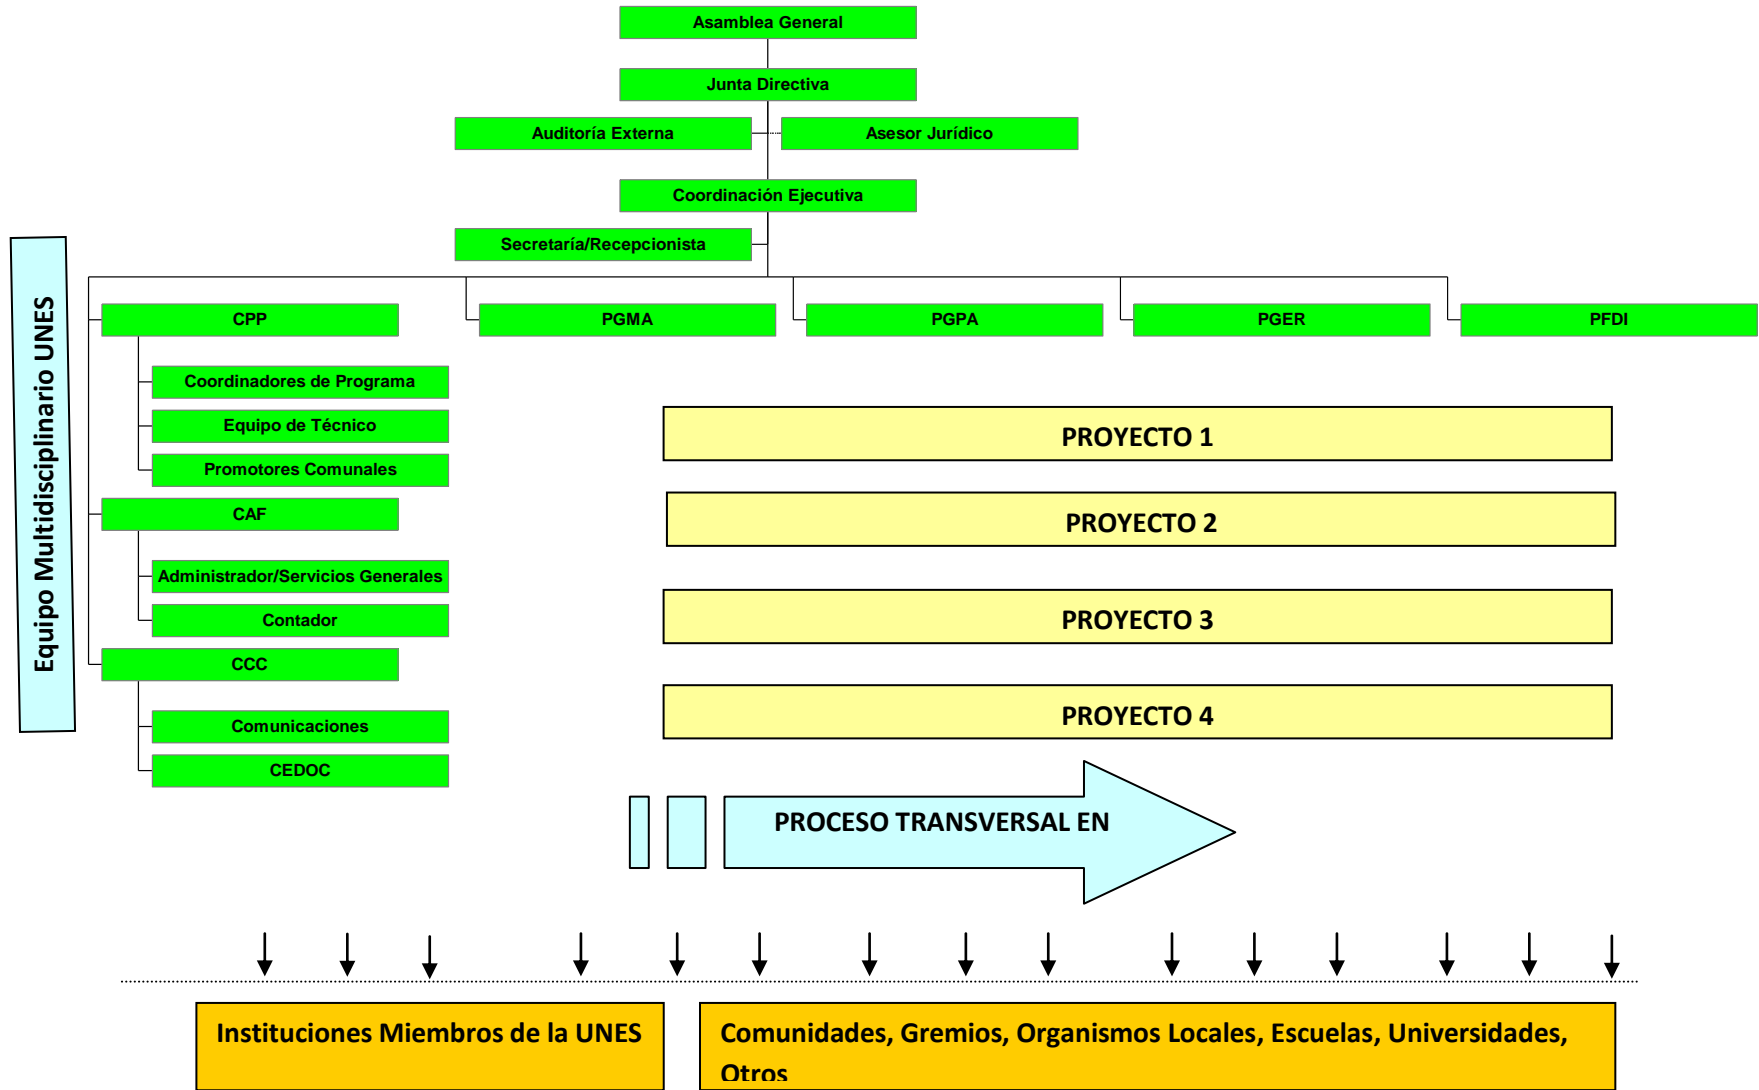 Asamblea General
Junta Directiva
Auditoría Externa
Asesor Jurídico
Coordinación Ejecutiva
Secretaría/Recepcionista
Equipo Multidisciplinario UNES
CPP
PGMA
PGPA
PGER
PFDI
Coordinadores de Programa
Equipo de Técnico
Promotores Comunales
CAF
Administrador/Servicios Generales
Contador
CCC
Comunicaciones
CEDOC
PROYECTO 1
PROYECTO 2
PROYECTO 3
PROYECTO 4
PROCESO TRANSVERSAL EN
Instituciones Miembros de la UNES
Comunidades, Gremios, Organismos Locales, Escuelas, Universidades,
Otros